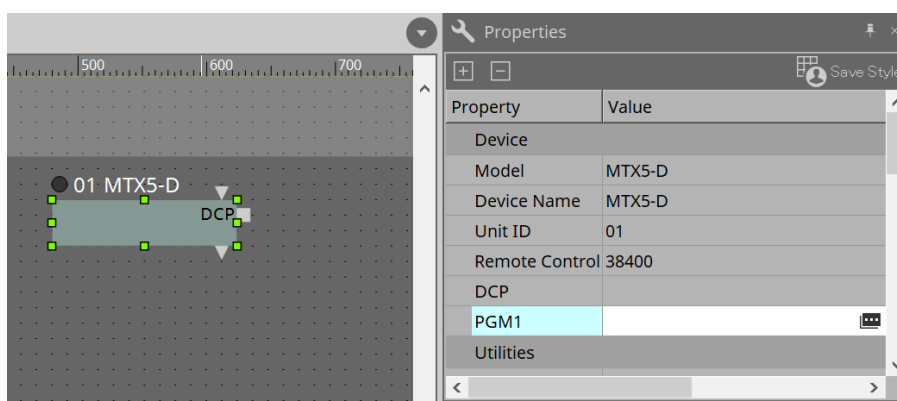 Properties
500 600 700
Save Style
Property Value
Device
01 MTX5-D
Model MTX5-D
DCP
Device Name MTX5-D
Unit ID 01
Remote Control 38400
DCP
PGM1
Utilities